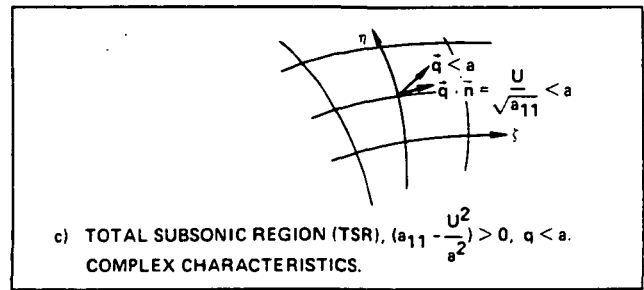 η
q⃗ < a
q⃗ · n⃗ = U / √a₁₁ < a
ζ
c) TOTAL SUBSONIC REGION (TSR), (a₁₁ - U²/a²) > 0, q < a.
COMPLEX CHARACTERISTICS.